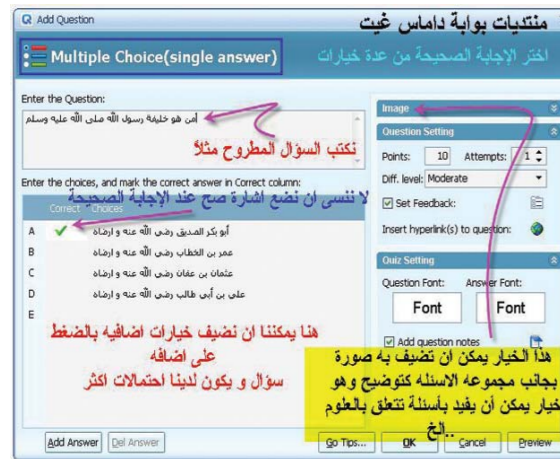 Add Question
منتديات بوابة داماس غيت
Multiple Choice(single answer)
اختر الإجابة الصحيحة من عدة خيارات
Enter the Question:
من هو خليفة رسول الله صلى الله عليه وسلم
نكتب السؤال المطروح مثلاً
Enter the choices, and mark the correct answer in Correct column:
لا ننسى ان نضع اشارة صح عند الإجابة الصحيحة
Correct Choices
A أبو بكر الصديق رضي الله عنه و ارضاه
B عمر بن الخطاب رضي الله عنه و ارضاه
C عثمان بن عفان رضي الله عنه و ارضاه
D علي بن أبي طالب رضي الله عنه و ارضاه
E
هنا يمكننا ان نضيف خيارات اضافيه بالضغط
على اضافه
سؤال و يكون لدينا احتمالات اكثر
Image
Question Setting
Points: 10 Attempts: 1
Diff. level: Moderate
Set Feedback:
Insert hyperlink(s) to question:
Quiz Setting
Question Font: Answer Font:
Font Font
Add question notes
هذا الخيار يمكن ان تضيف به صورة
بجانب مجموعه الاسئله كتوضيح وهو
خيار يمكن أن يفيد بأسئلة تتعلق بالعلوم
..الخ
Add Answer Del Answer Go Tips... OK Cancel Preview